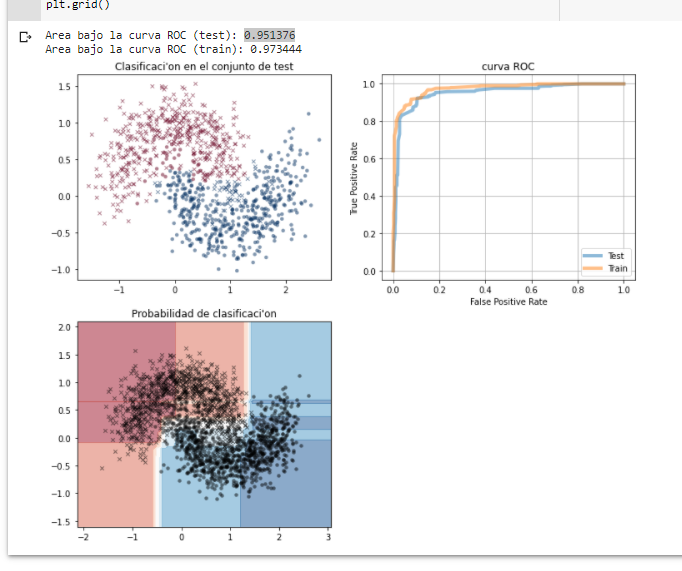 plt.grid()
Area bajo la curva ROC (test): 0.951376
Area bajo la curva ROC (train): 0.973444
Clasificaci'on en el conjunto de test
1.5
1.0
0.5
0.0
−0.5
−1.0
−1 0 1 2
curva ROC
True Positive Rate
1.0
0.8
0.6
0.4
0.2
0.0
Test
Train
0.0 0.2 0.4 0.6 0.8 1.0
False Positive Rate
Probabilidad de clasificaci'on
2.0
1.5
1.0
0.5
0.0
−0.5
−1.0
−1.5
−2 −1 0 1 2 3